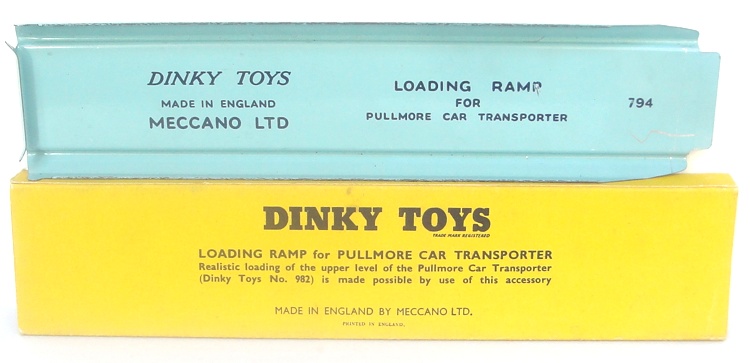 DINKY TOYS
MADE IN ENGLAND
MECCANO LTD
LOADING RAMP
FOR
PULLMORE CAR TRANSPORTER
794
DINKY TOYS
TRADE MARK REGISTERED
LOADING RAMP for PULLMORE CAR TRANSPORTER
Realistic loading of the upper level of the Pullmore Car Transporter
(Dinky Toys No. 982) is made possible by use of this accessory
MADE IN ENGLAND BY MECCANO LTD.
PRINTED IN ENGLAND.